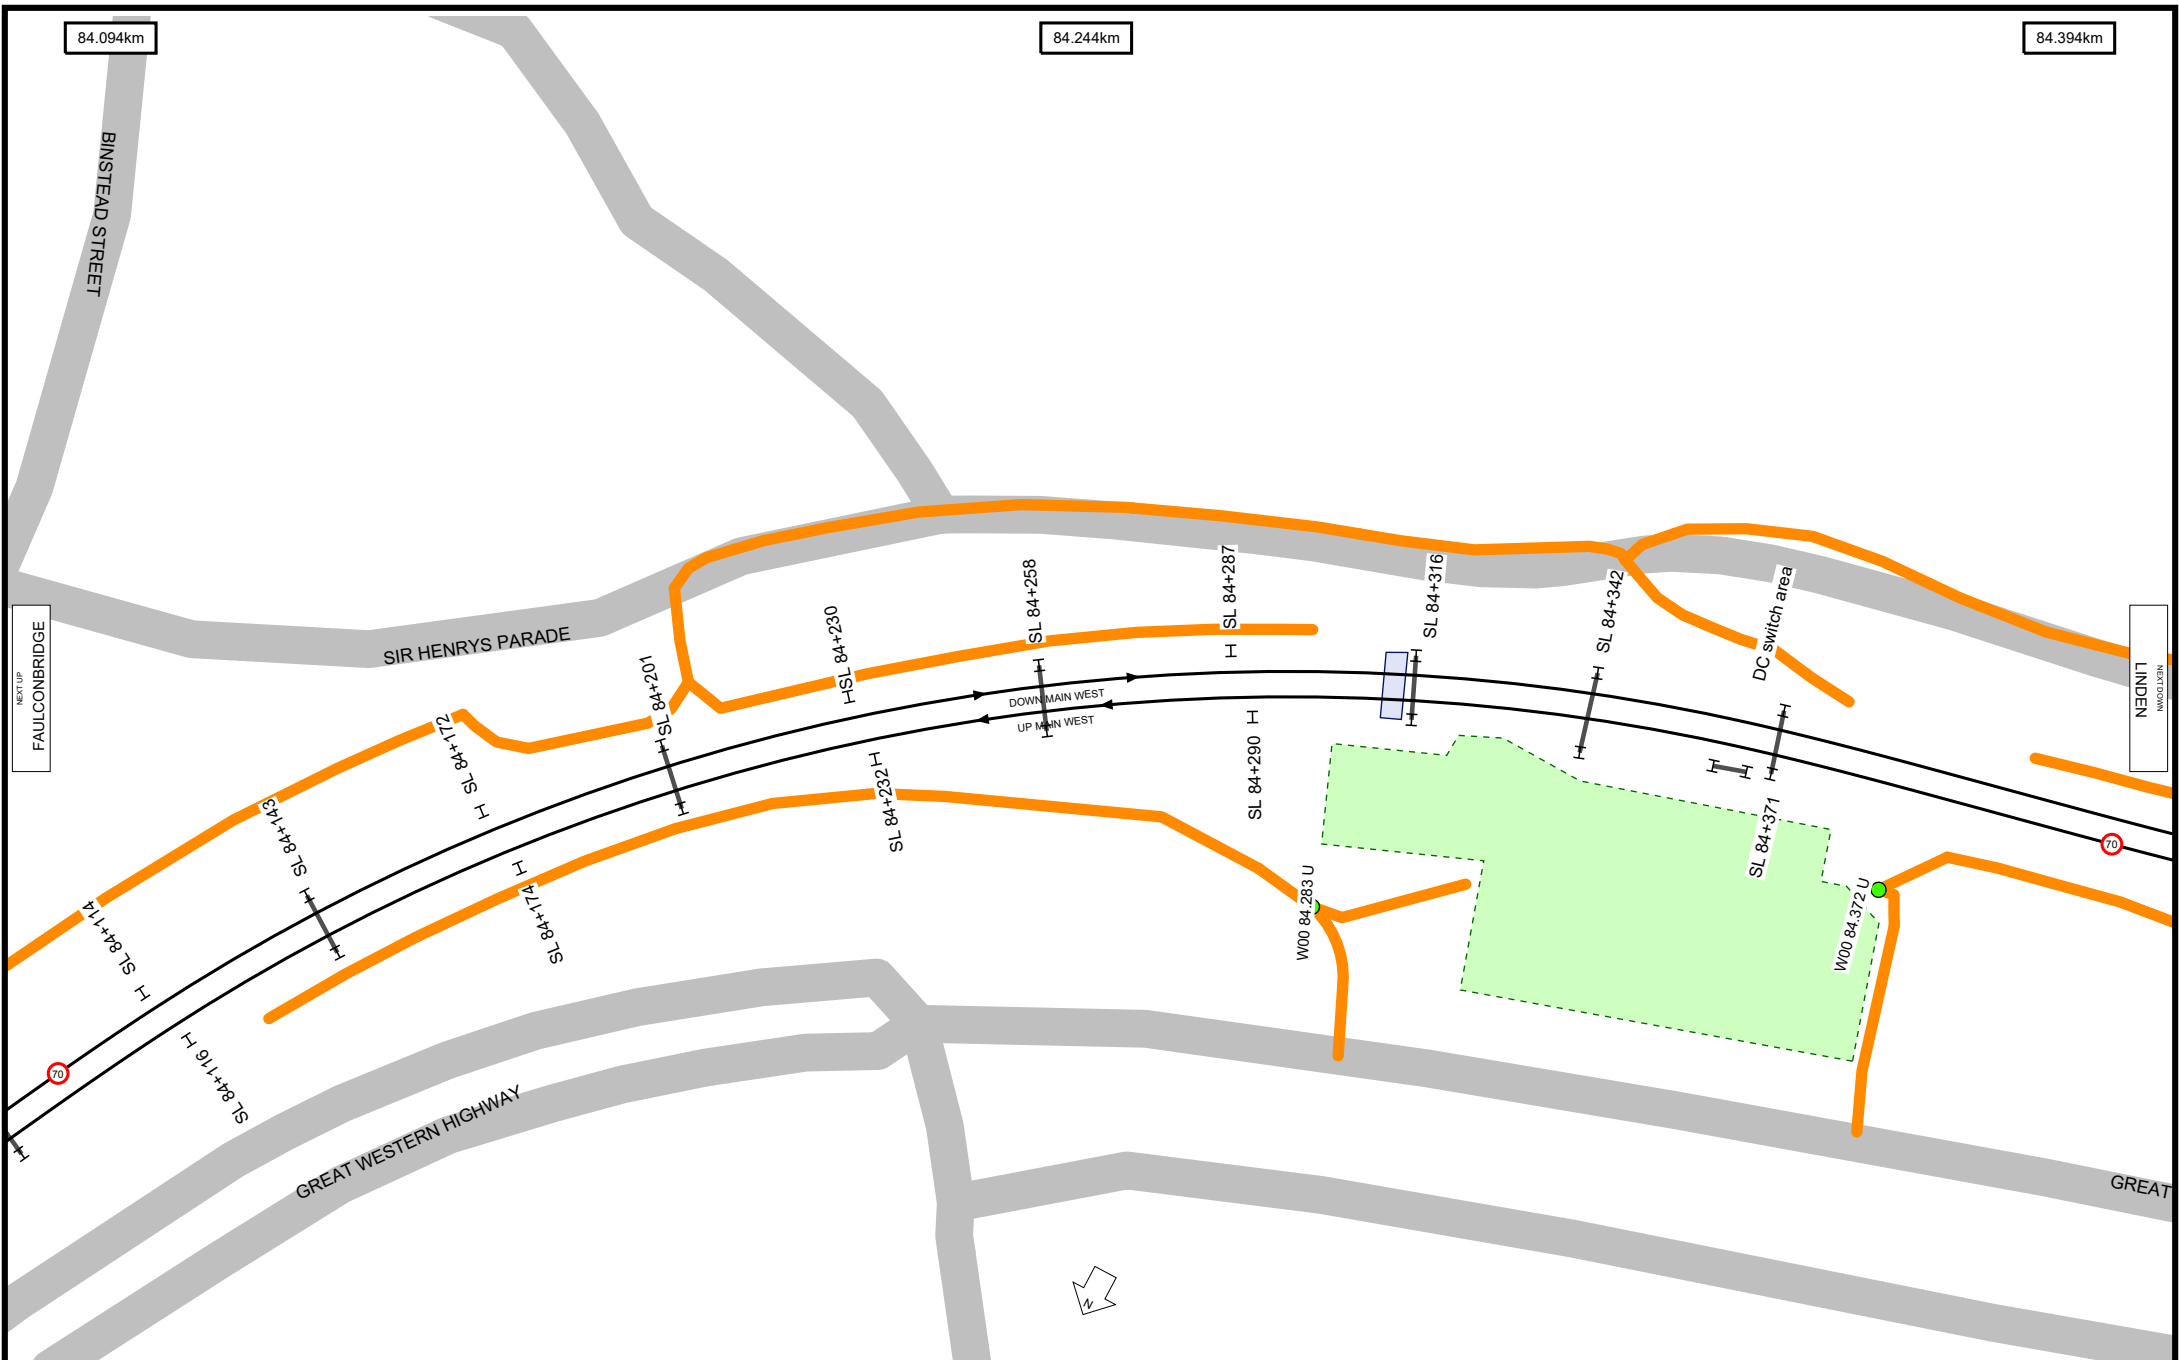 84.094km
84.244km
84.394km
BINSTEAD STREET
SIR HENRYS PARADE
NEXT UP
FAULCONBRIDGE
NEXT DOWN
LINDEN
SL 84+114
SL 84+143
SL 84+172
SL 84+201
SL 84+230
SL 84+258
SL 84+287
SL 84+316
SL 84+342
DC switch area
DOWN MAIN WEST
UP MAIN WEST
SL 84+116
SL 84+174
SL 84+232
SL 84+290
SL 84+371
W00 84.283 U
W00 84.372 U
70
70
GREAT WESTERN HIGHWAY
GREAT
N